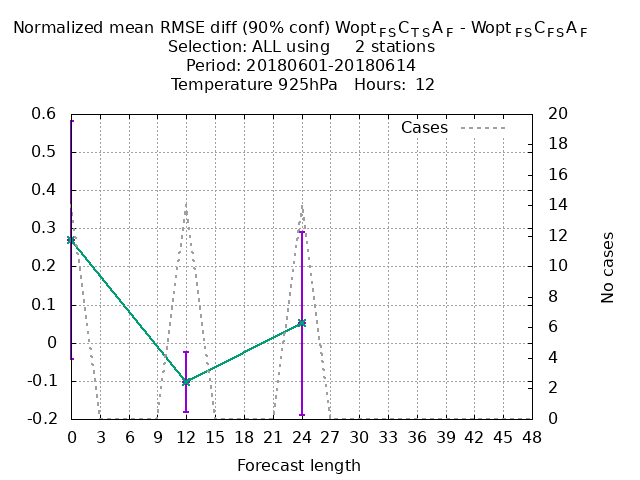 Normalized mean RMSE diff (90% conf) Wopt FS C TS A F - Wopt FS C FS A F
Selection: ALL using 2 stations
Period: 20180601-20180614
Temperature 925hPa Hours: 12
Cases
0.6
0.5
0.4
0.3
0.2
0.1
0
-0.1
-0.2
20
18
16
14
12
10
8
6
4
2
0
No cases
0 3 6 9 12 15 18 21 24 27 30 33 36 39 42 45 48
Forecast length